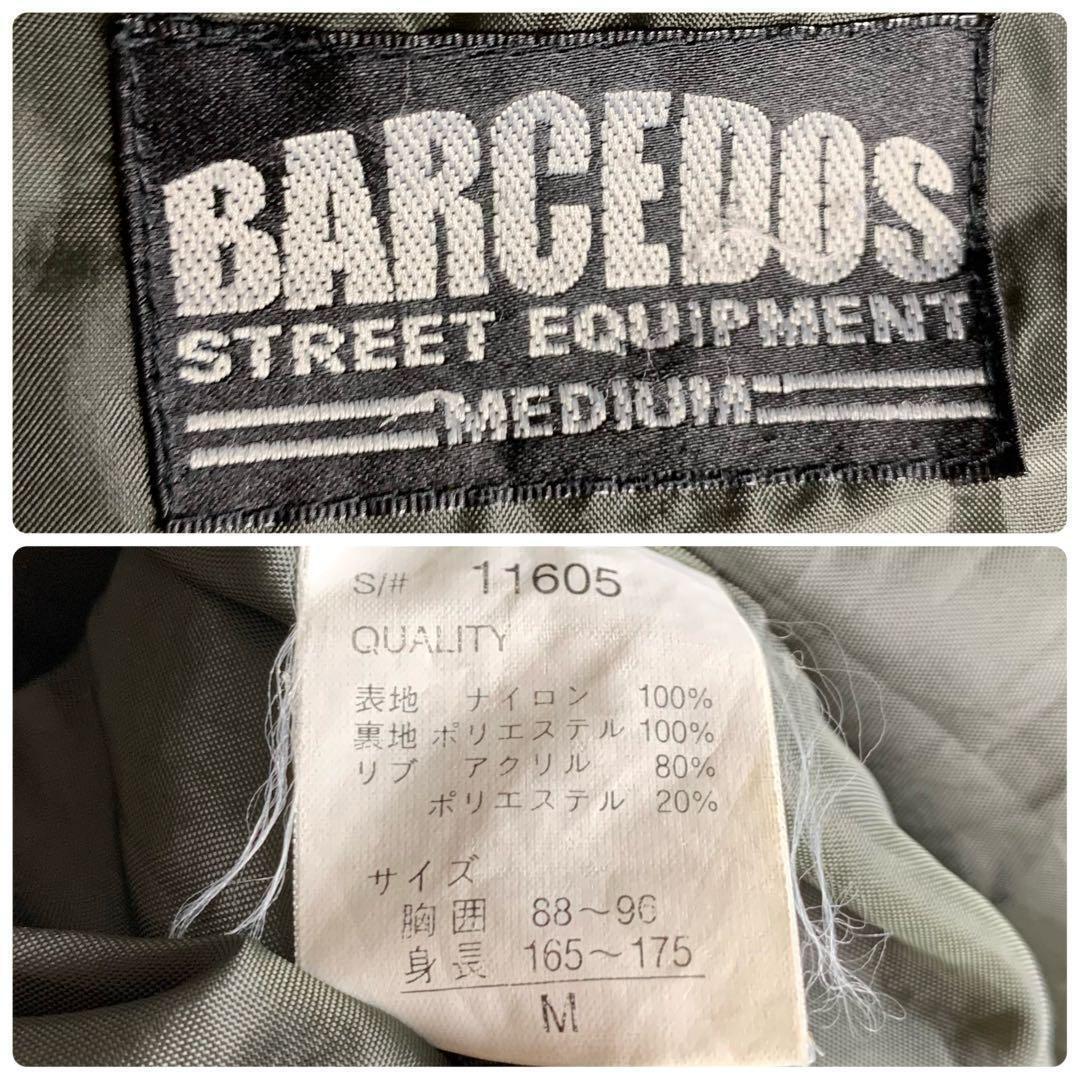 BARCEDOS
STREET EQUIPMENT
MEDIUM
S/# 11605
QUALITY
表地 ナイロン 100%
裏地 ポリエステル 100%
リブ アクリル 80%
ポリエステル 20%
サイズ
胸囲 88～96
身長 165～175
M